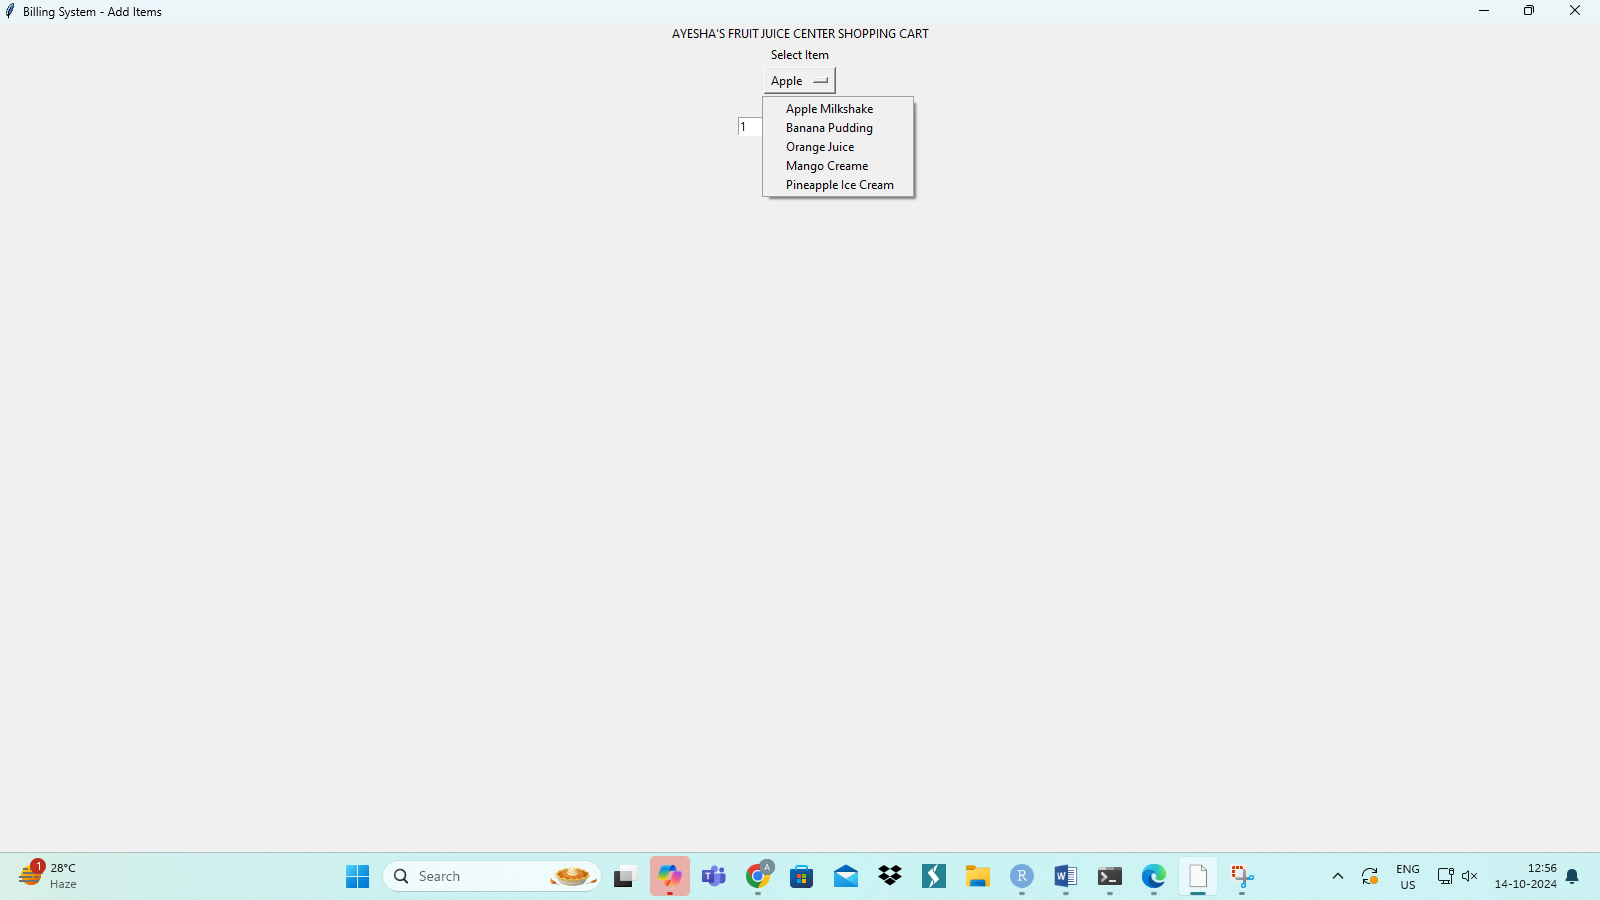 Billing System - Add Items
AYESHA'S FRUIT JUICE CENTER SHOPPING CART
Select Item
Apple
Apple Milkshake
1
Banana Pudding
Orange Juice
Mango Creame
Pineapple Ice Cream
1
28°C
Haze
Search
A
T
R
W
ENG
US
12:56
14-10-2024